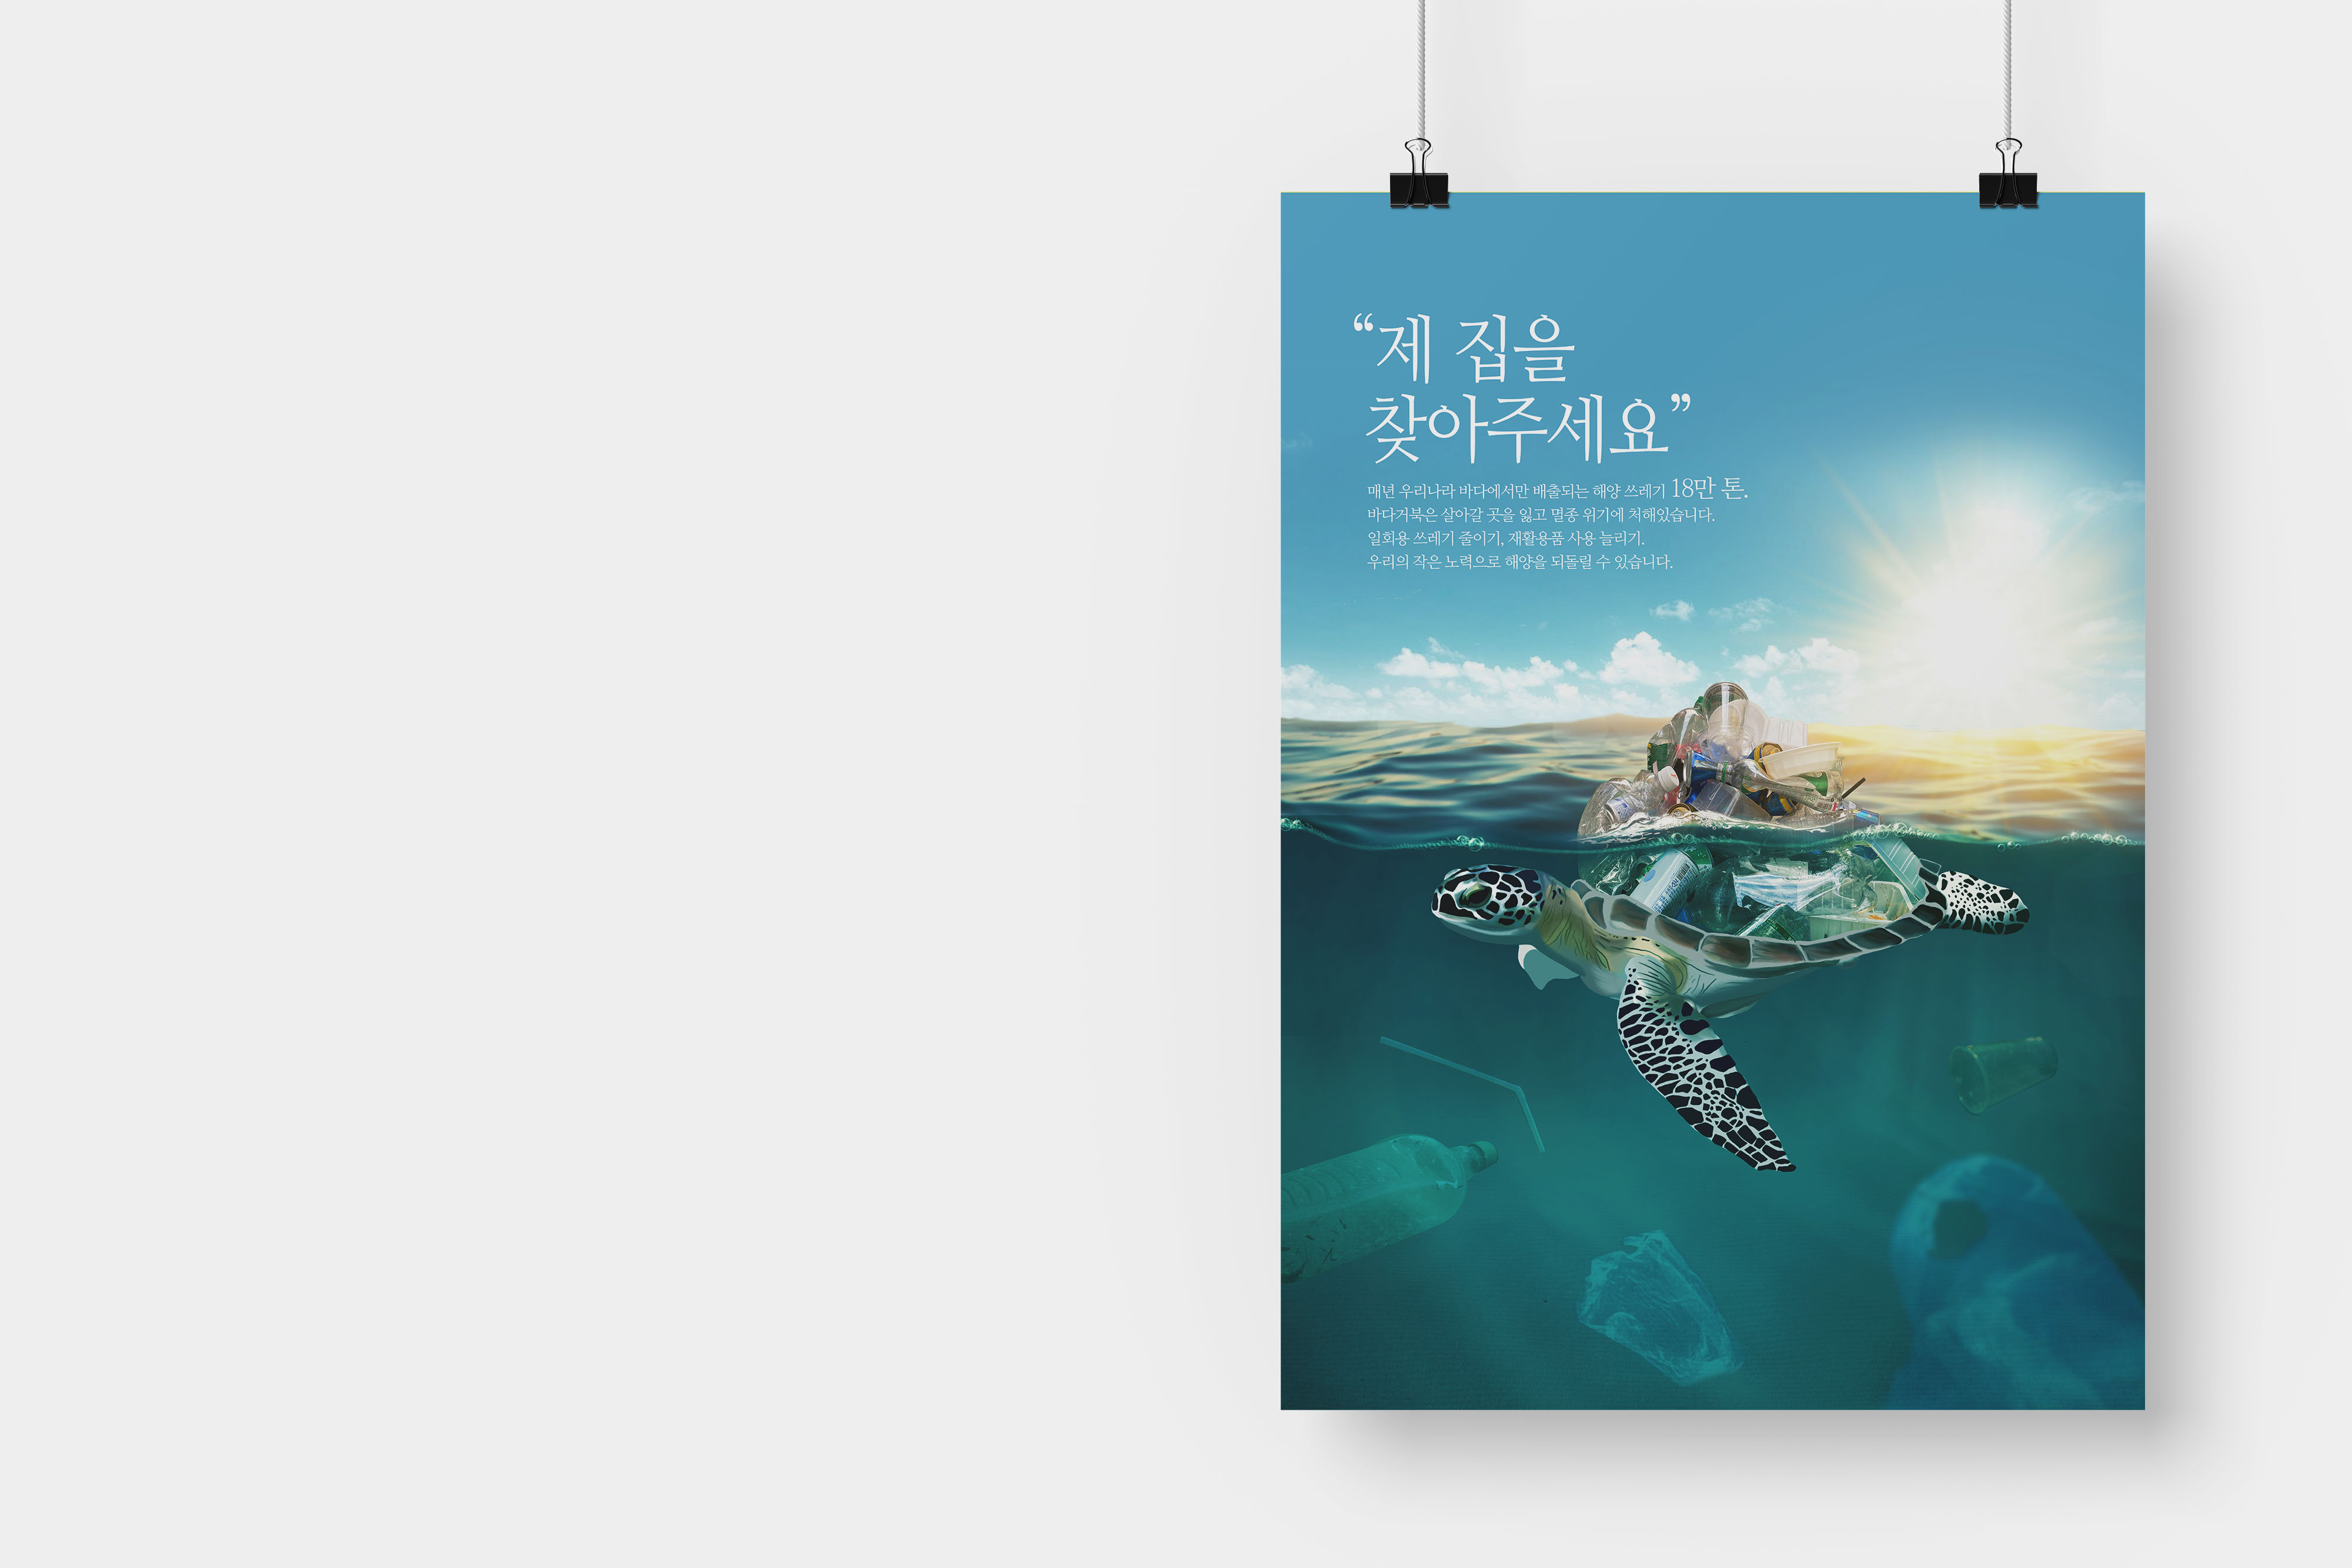 “제 집을
찾아주세요”
매년 우리나라 바다에서만 배출되는 해양 쓰레기 18만 톤.
바다거북은 살아갈 곳을 잃고 멸종 위기에 처해있습니다.
일회용 쓰레기 줄이기, 재활용품 사용 늘리기.
우리의 작은 노력으로 해양을 되돌릴 수 있습니다.